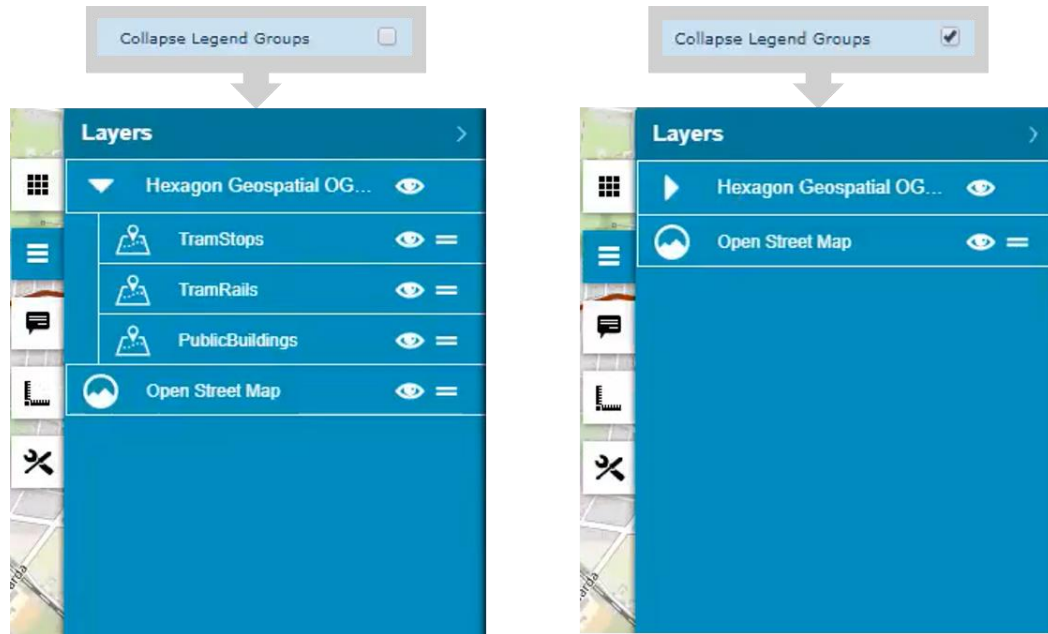 Collapse Legend Groups
Layers
Hexagon Geospatial OG...
TramStops
TramRails
PublicBuildings
Open Street Map
Collapse Legend Groups
Layers
Hexagon Geospatial OG...
Open Street Map